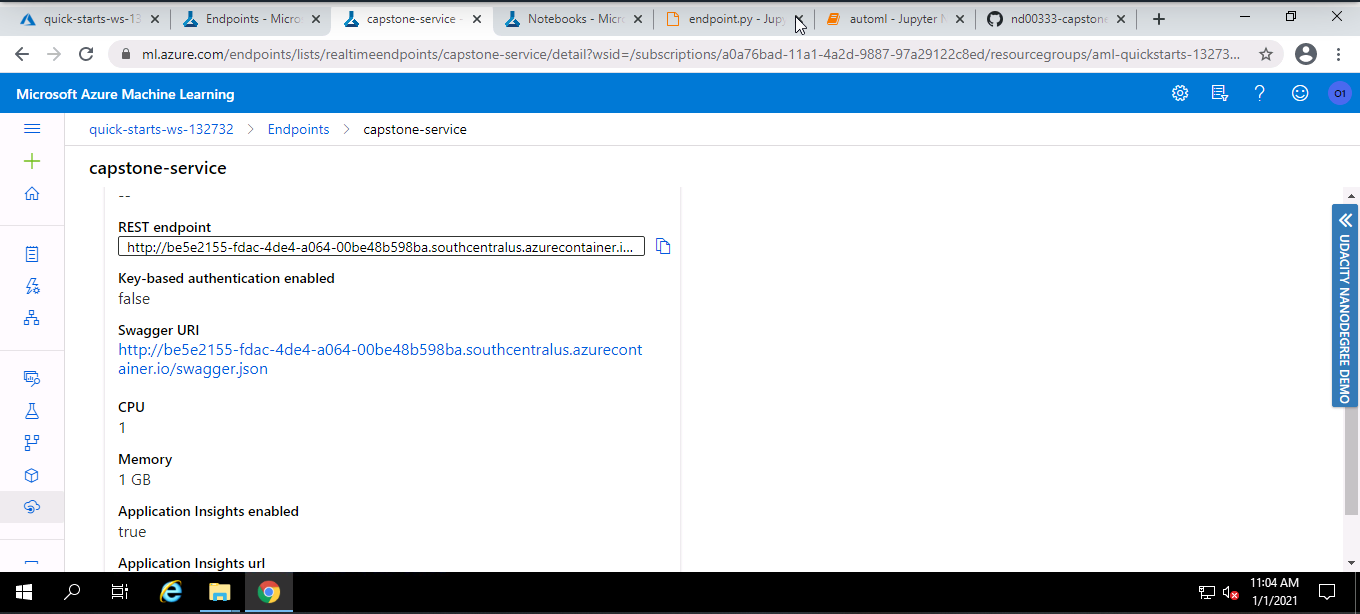 quick-starts-ws-13
Endpoints - Micro
capstone-service -
Notebooks - Micro
endpoint.py - Jupy
automl - Jupyter N
nd00333-capstone
ml.azure.com/endpoints/lists/realtimeendpoints/capstone-service/detail?wsid=/subscriptions/a0a76bad-11a1-4a2d-9887-97a29122c8ed/resourcegroups/aml-quickstarts-13273...
Microsoft Azure Machine Learning
O1
quick-starts-ws-132732 > Endpoints > capstone-service
capstone-service
--
REST endpoint
http://be5e2155-fdac-4de4-a064-00be48b598ba.southcentralus.azurecontainer.i...
Key-based authentication enabled
false
Swagger URI
http://be5e2155-fdac-4de4-a064-00be48b598ba.southcentralus.azurecont
ainer.io/swagger.json
CPU
1
Memory
1 GB
Application Insights enabled
true
Application Insights url
UDACITY NANODEGREE DEMO
11:04 AM
1/1/2021